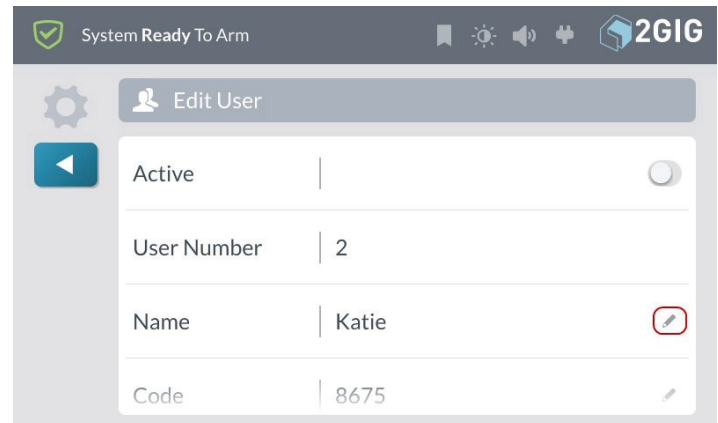 System Ready To Arm
2GIG
Edit User
Active
User Number 2
Name Katie
Code 8675